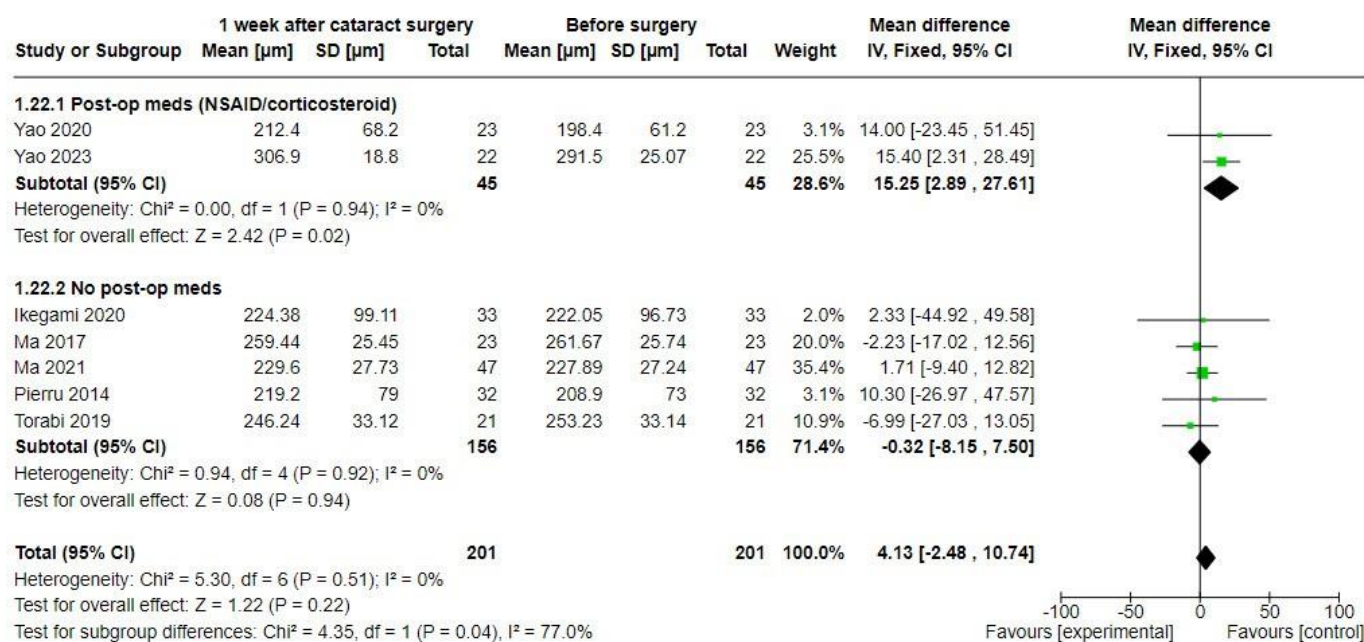 1 week after cataract surgery Before surgery Mean difference Mean difference
Study or Subgroup Mean [µm] SD [µm] Total Mean [µm] SD [µm] Total Weight IV, Fixed, 95% CI IV, Fixed, 95% CI
1.22.1 Post-op meds (NSAID/corticosteroid)
Yao 2020 212.4 68.2 23 198.4 61.2 23 3.1% 14.00 [-23.45 , 51.45]
Yao 2023 306.9 18.8 22 291.5 25.07 22 25.5% 15.40 [2.31 , 28.49]
Subtotal (95% CI) 45 45 28.6% 15.25 [2.89 , 27.61]
Heterogeneity: Chi² = 0.00, df = 1 (P = 0.94); I² = 0%
Test for overall effect: Z = 2.42 (P = 0.02)
1.22.2 No post-op meds
Ikegami 2020 224.38 99.11 33 222.05 96.73 33 2.0% 2.33 [-44.92 , 49.58]
Ma 2017 259.44 25.45 23 261.67 25.74 23 20.0% -2.23 [-17.02 , 12.56]
Ma 2021 229.6 27.73 47 227.89 27.24 47 35.4% 1.71 [-9.40 , 12.82]
Pierru 2014 219.2 79 32 208.9 73 32 3.1% 10.30 [-26.97 , 47.57]
Torabi 2019 246.24 33.12 21 253.23 33.14 21 10.9% -6.99 [-27.03 , 13.05]
Subtotal (95% CI) 156 156 71.4% -0.32 [-8.15 , 7.50]
Heterogeneity: Chi² = 0.94, df = 4 (P = 0.92); I² = 0%
Test for overall effect: Z = 0.08 (P = 0.94)
Total (95% CI) 201 201 100.0% 4.13 [-2.48 , 10.74]
Heterogeneity: Chi² = 5.30, df = 6 (P = 0.51); I² = 0%
Test for overall effect: Z = 1.22 (P = 0.22)
Test for subgroup differences: Chi² = 4.35, df = 1 (P = 0.04), I² = 77.0%
-100 -50 0 50 100
Favours [experimental] Favours [control]